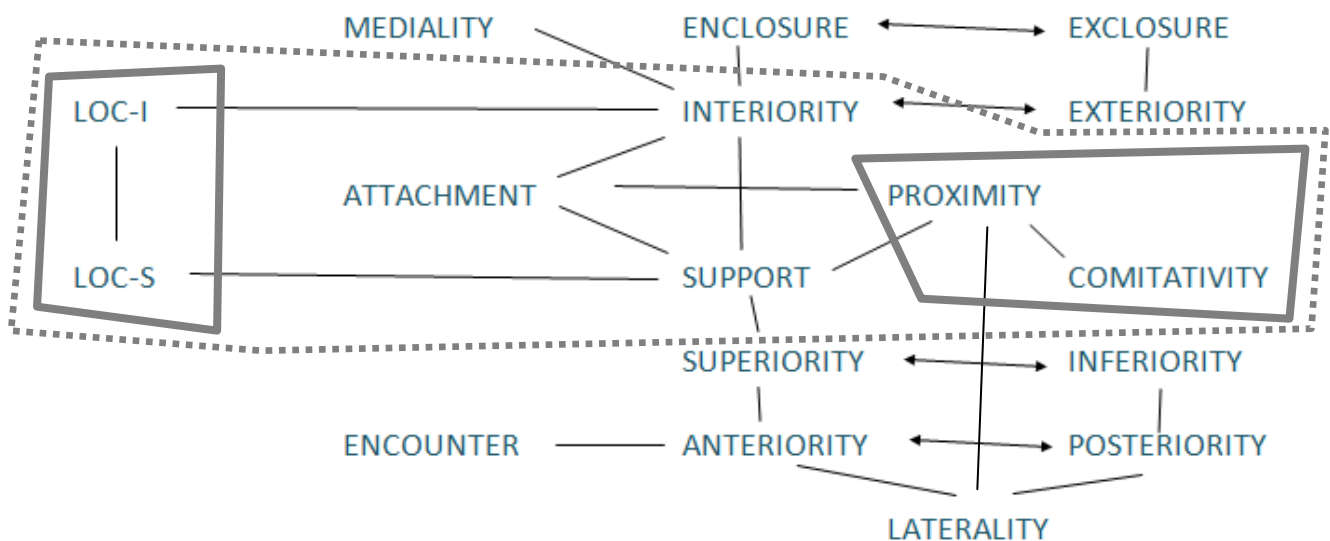 MEDIALITY ENCLOSURE EXCLOSURE
LOC-I INTERIORITY EXTERIORITY
ATTACHMENT PROXIMITY
LOC-S SUPPORT COMITATIVITY
SUPERIORITY INFERIORITY
ENCOUNTER ANTERIORITY POSTERIORITY
LATERALITY